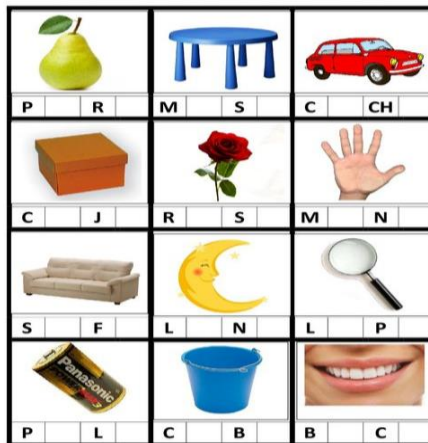 P R M S C CH
C J R S M N
S F L N L P
Panasonic
P L C B B C